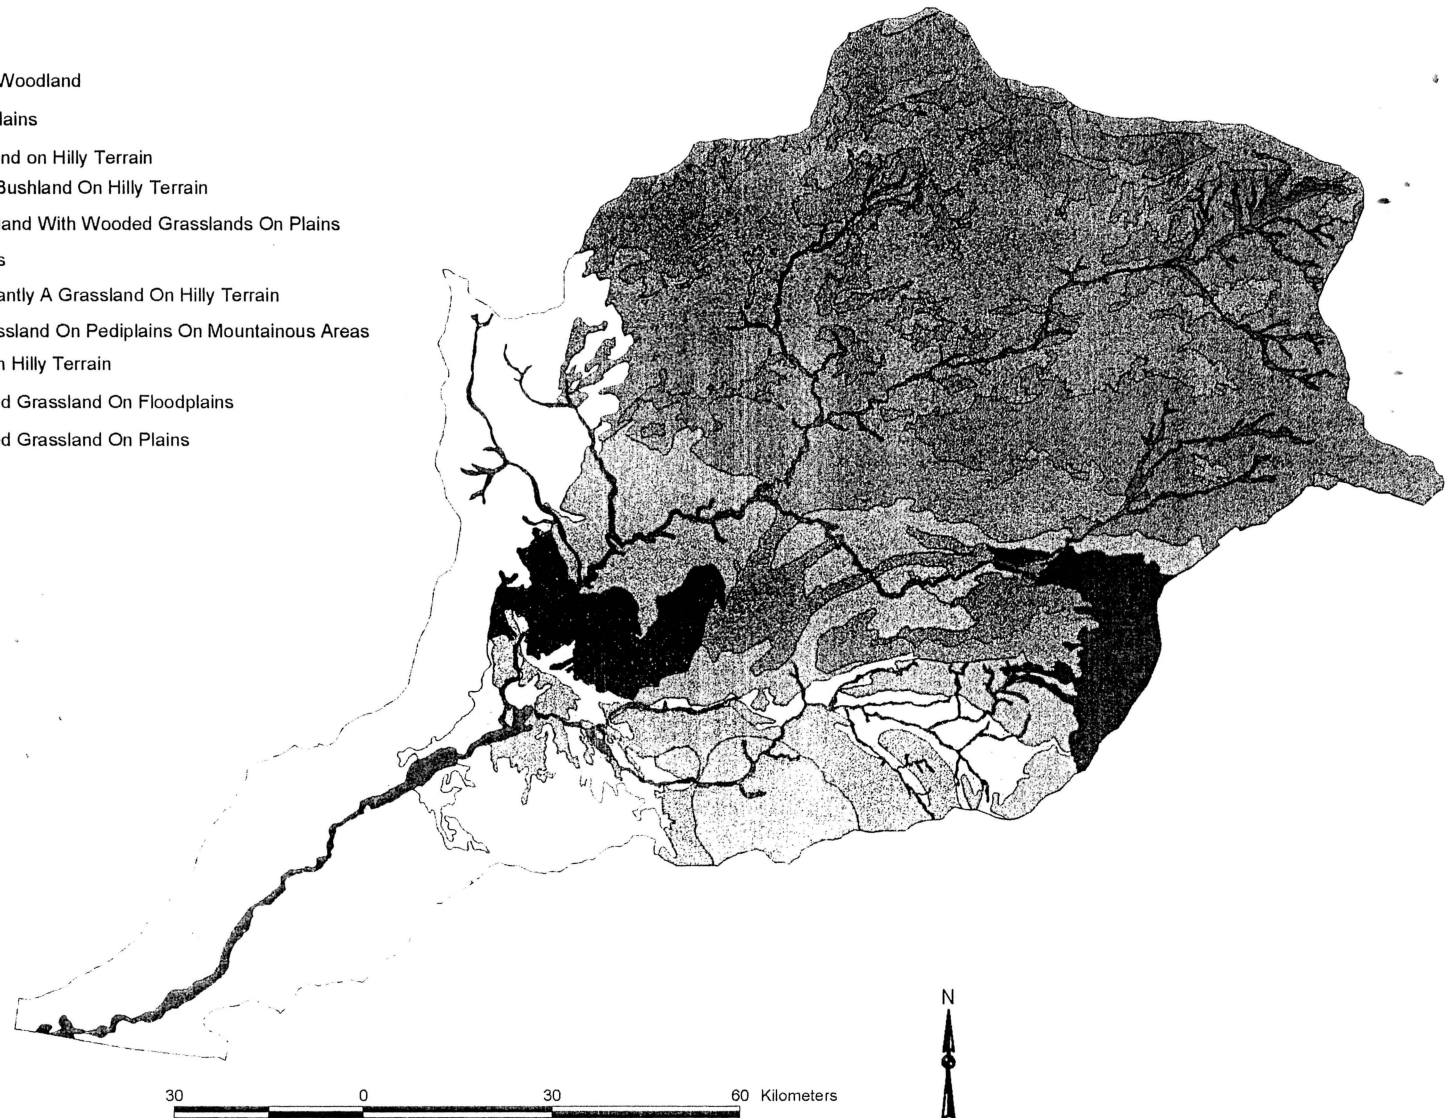 Woodland
lains
nd on Hilly Terrain
Bushland On Hilly Terrain
and With Wooded Grasslands On Plains
s
antly A Grassland On Hilly Terrain
ssland On Pediplains On Mountainous Areas
n Hilly Terrain
d Grassland On Floodplains
ed Grassland On Plains
N
30 0 30 60 Kilometers